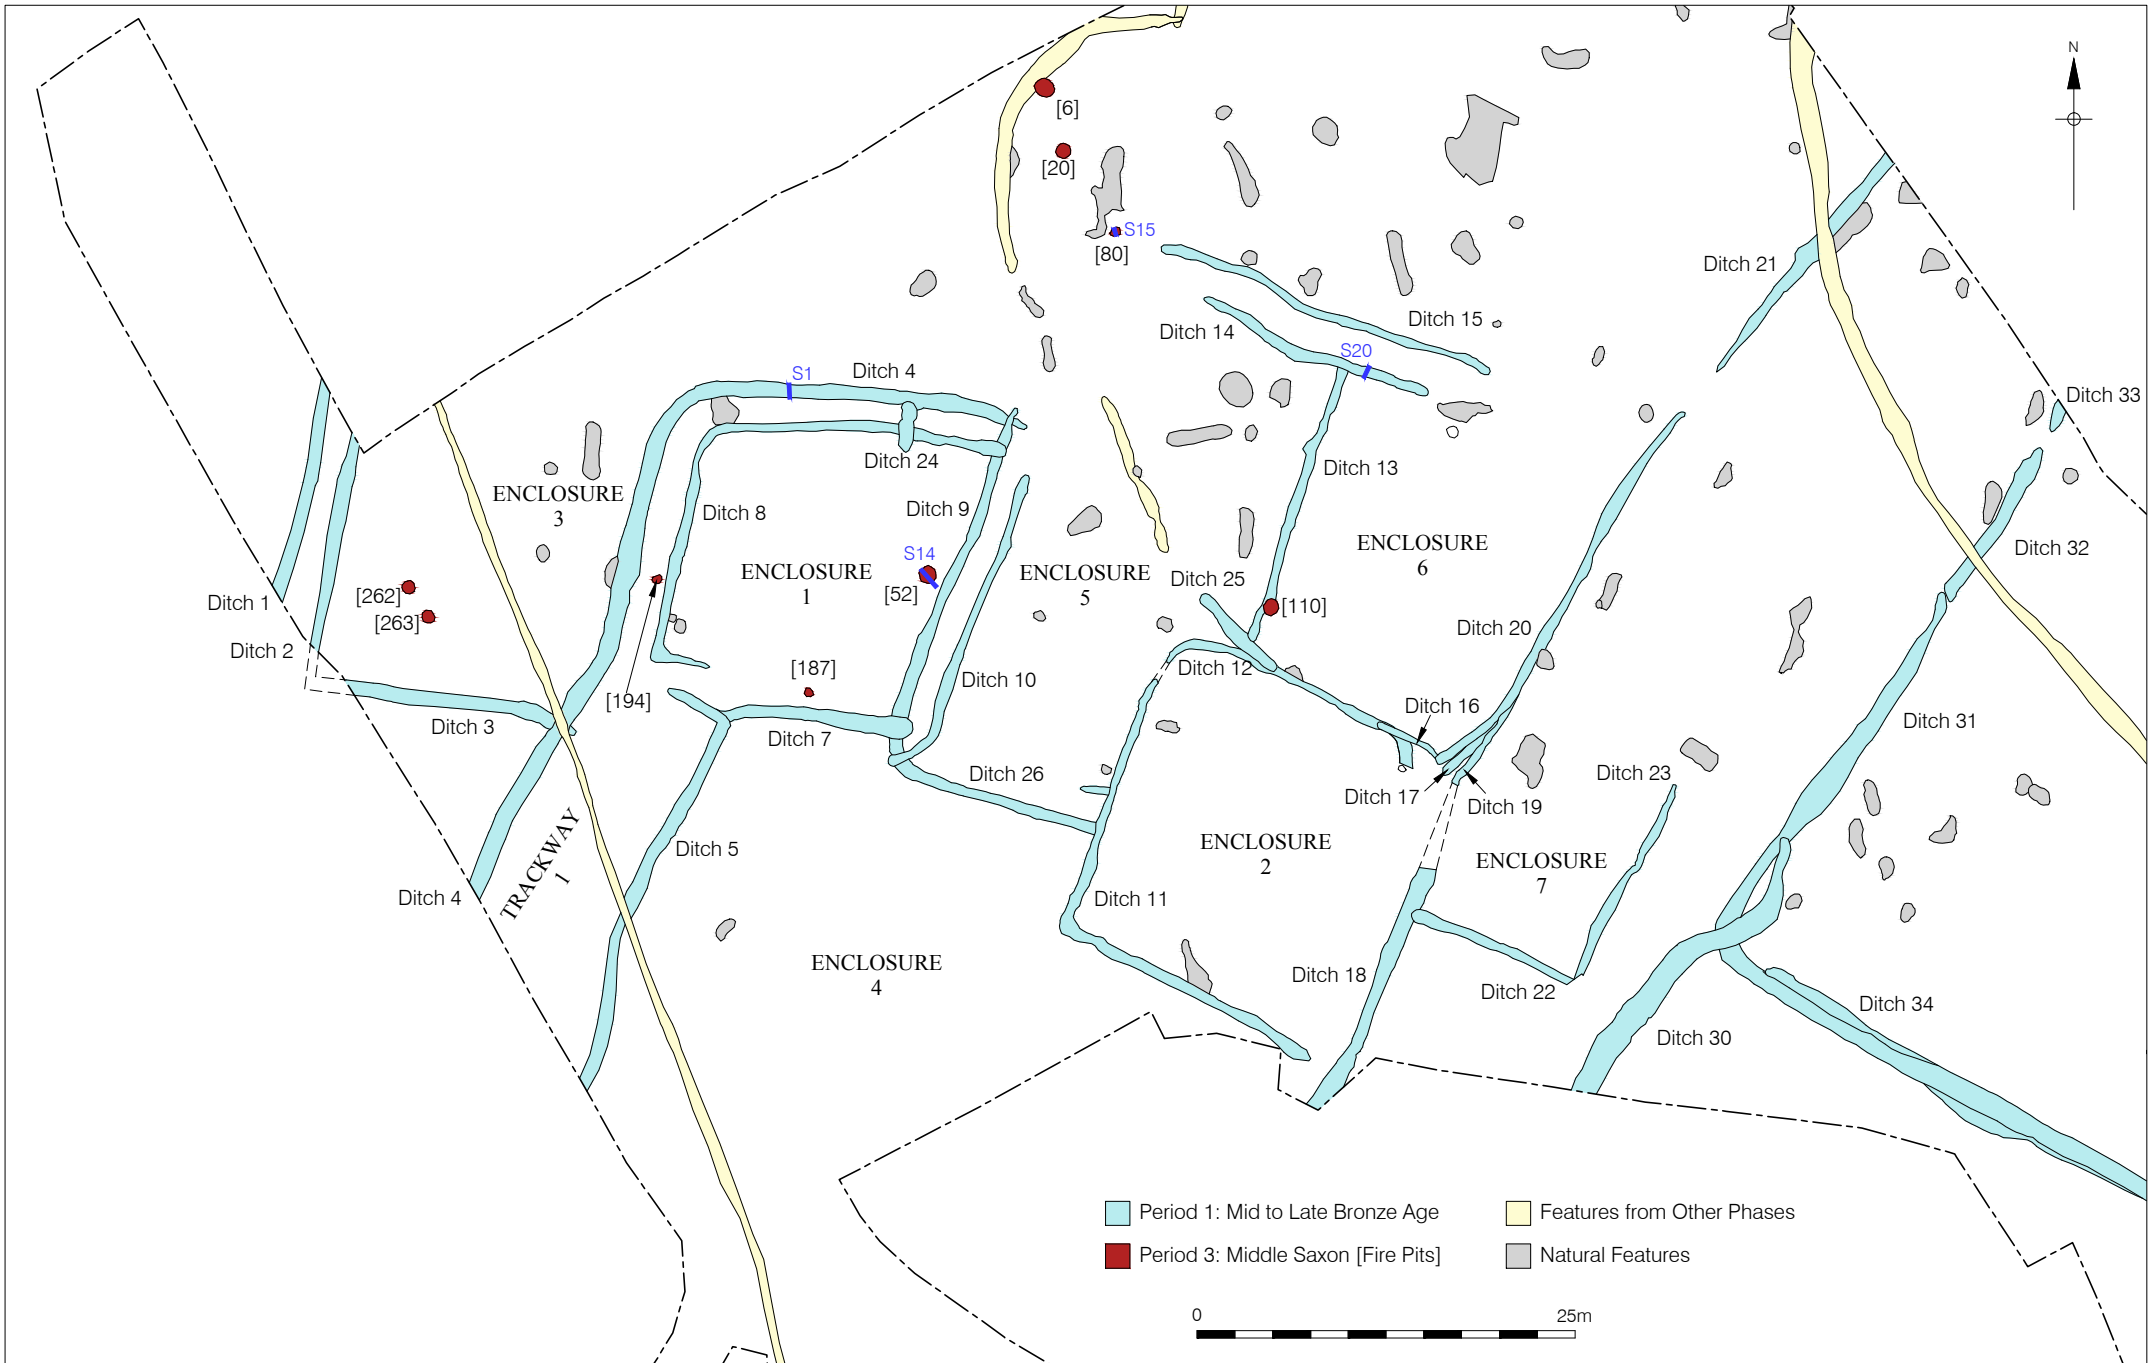 N
[6]
[20]
S15
[80]
Ditch 21
Ditch 15
Ditch 14
S20
S1
Ditch 4
Ditch 33
Ditch 24
Ditch 13
ENCLOSURE
3
Ditch 8
Ditch 9
ENCLOSURE
6
Ditch 32
S14
ENCLOSURE
1
[52]
ENCLOSURE
5
Ditch 25
[262]
[263]
Ditch 1
[110]
Ditch 20
Ditch 2
[187]
Ditch 12
Ditch 10
[194]
Ditch 16
Ditch 3
Ditch 7
Ditch 31
Ditch 26
Ditch 23
Ditch 17
Ditch 19
TRACKWAY
1
Ditch 5
ENCLOSURE
2
ENCLOSURE
7
Ditch 4
Ditch 11
ENCLOSURE
4
Ditch 18
Ditch 22
Ditch 34
Ditch 30
Period 1: Mid to Late Bronze Age
Features from Other Phases
Period 3: Middle Saxon [Fire Pits]
Natural Features
0
25m